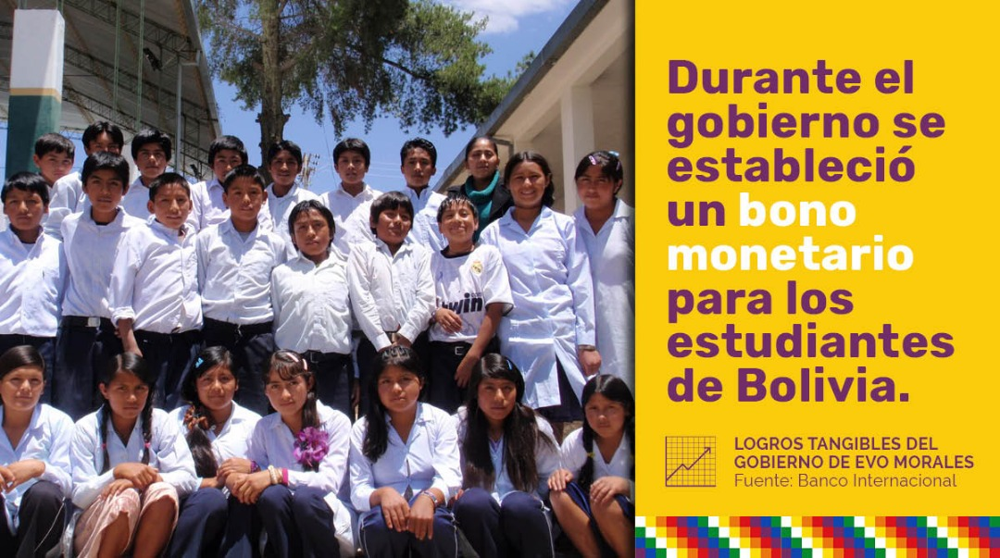 Durante el
gobierno se
estableció
un bono
monetario
para los
estudiantes
de Bolivia.
LOGROS TANGIBLES DEL
GOBIERNO DE EVO MORALES
Fuente: Banco Internacional
twin